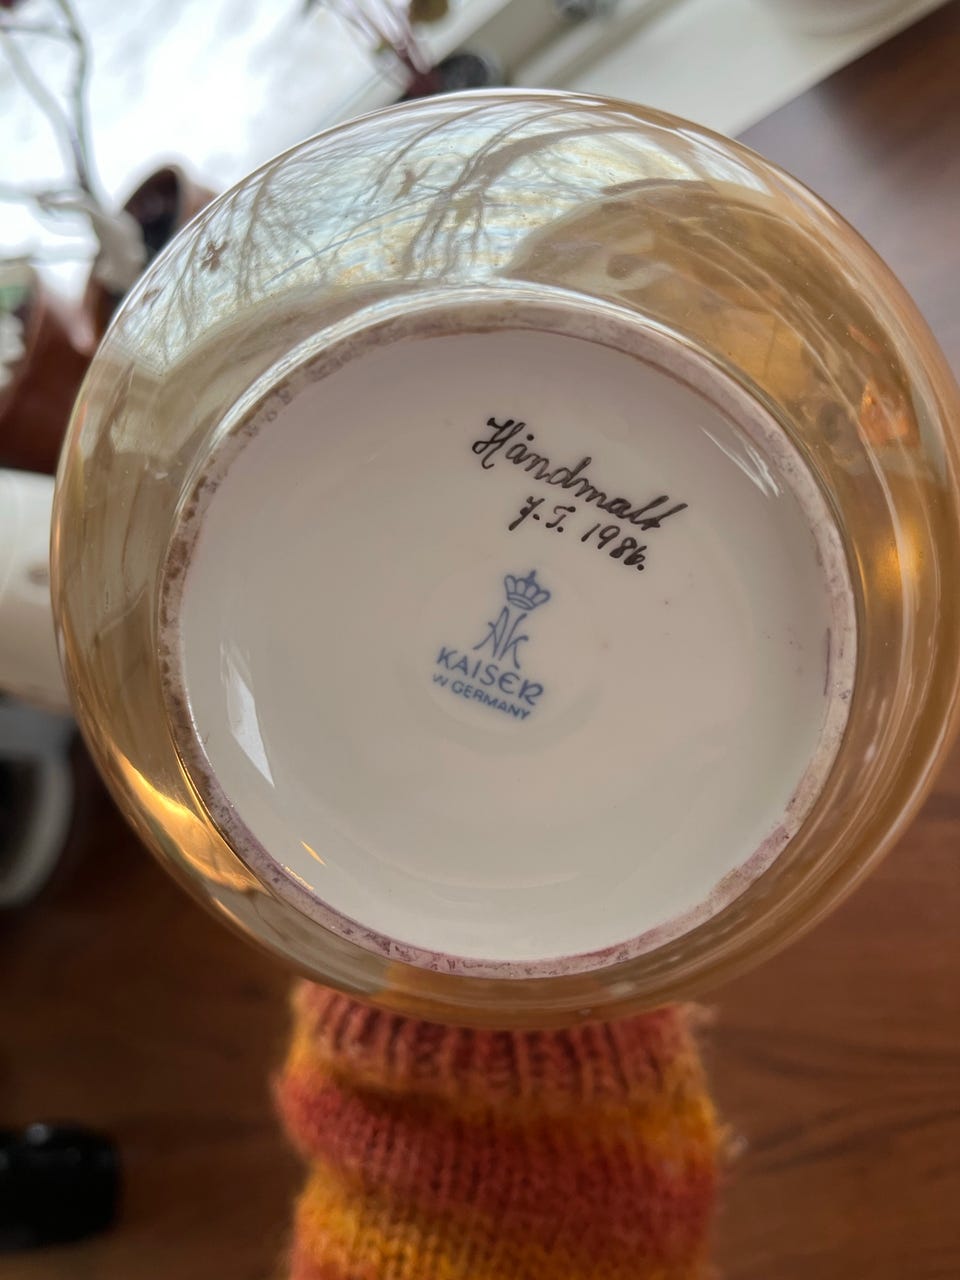 Håndmalt
J.T. 1986.
AK
KAISER
W GERMANY